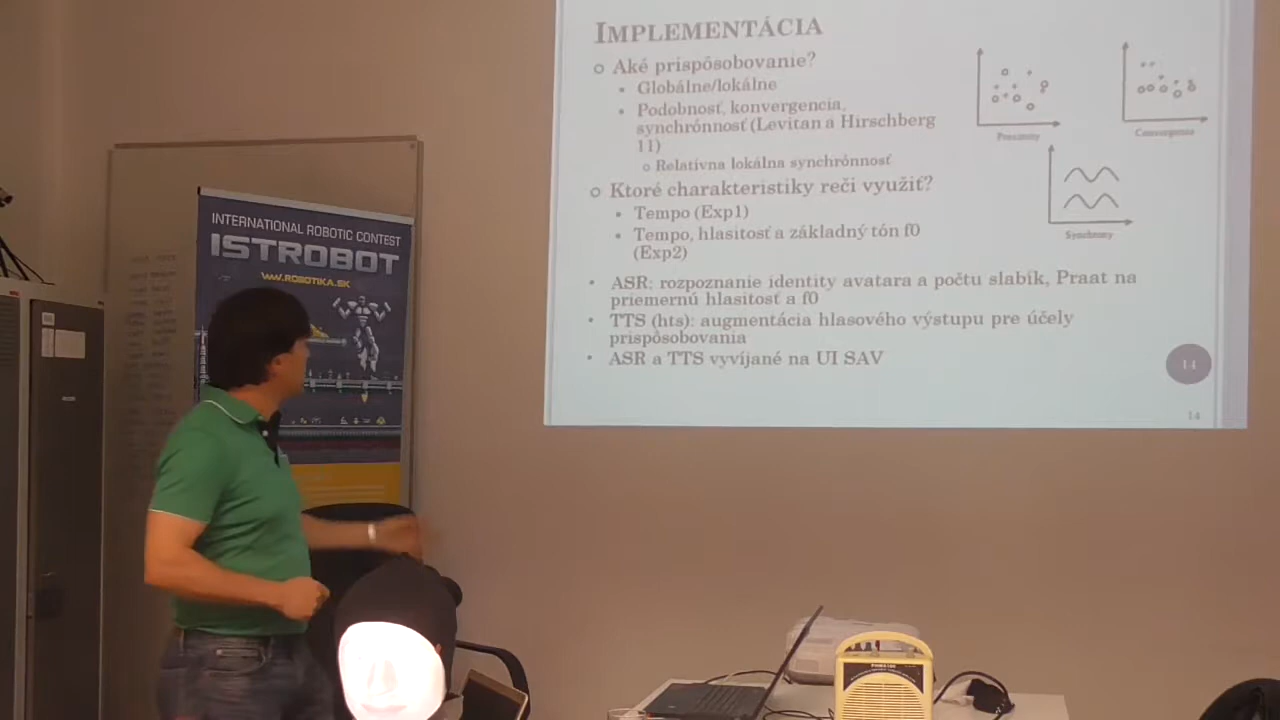 IMPLEMENTÁCIA
Aké prispôsobovanie?
Globálne/lokálne
Podobnosť, konvergencia,
synchrónnosť (Levitan a Hirschberg
11)
Relatívna lokálna synchrónnosť
Ktoré charakteristiky reči využiť?
Tempo (Exp1)
Tempo, hlasitosť a základný tón f0
(Exp2)
ASR: rozpoznanie identity avatara a počtu slabík, Praat na
priemernú hlasitosť a f0
TTS (hts): augmentácia hlasového výstupu pre účely
prispôsobovania
ASR a TTS vyvíjané na UI SAV
Proximity
Convergence
Synchrony
14
14
INTERNATIONAL ROBOTIC CONTEST
ISTROBOT
WWW.ROBOTIKA.SK